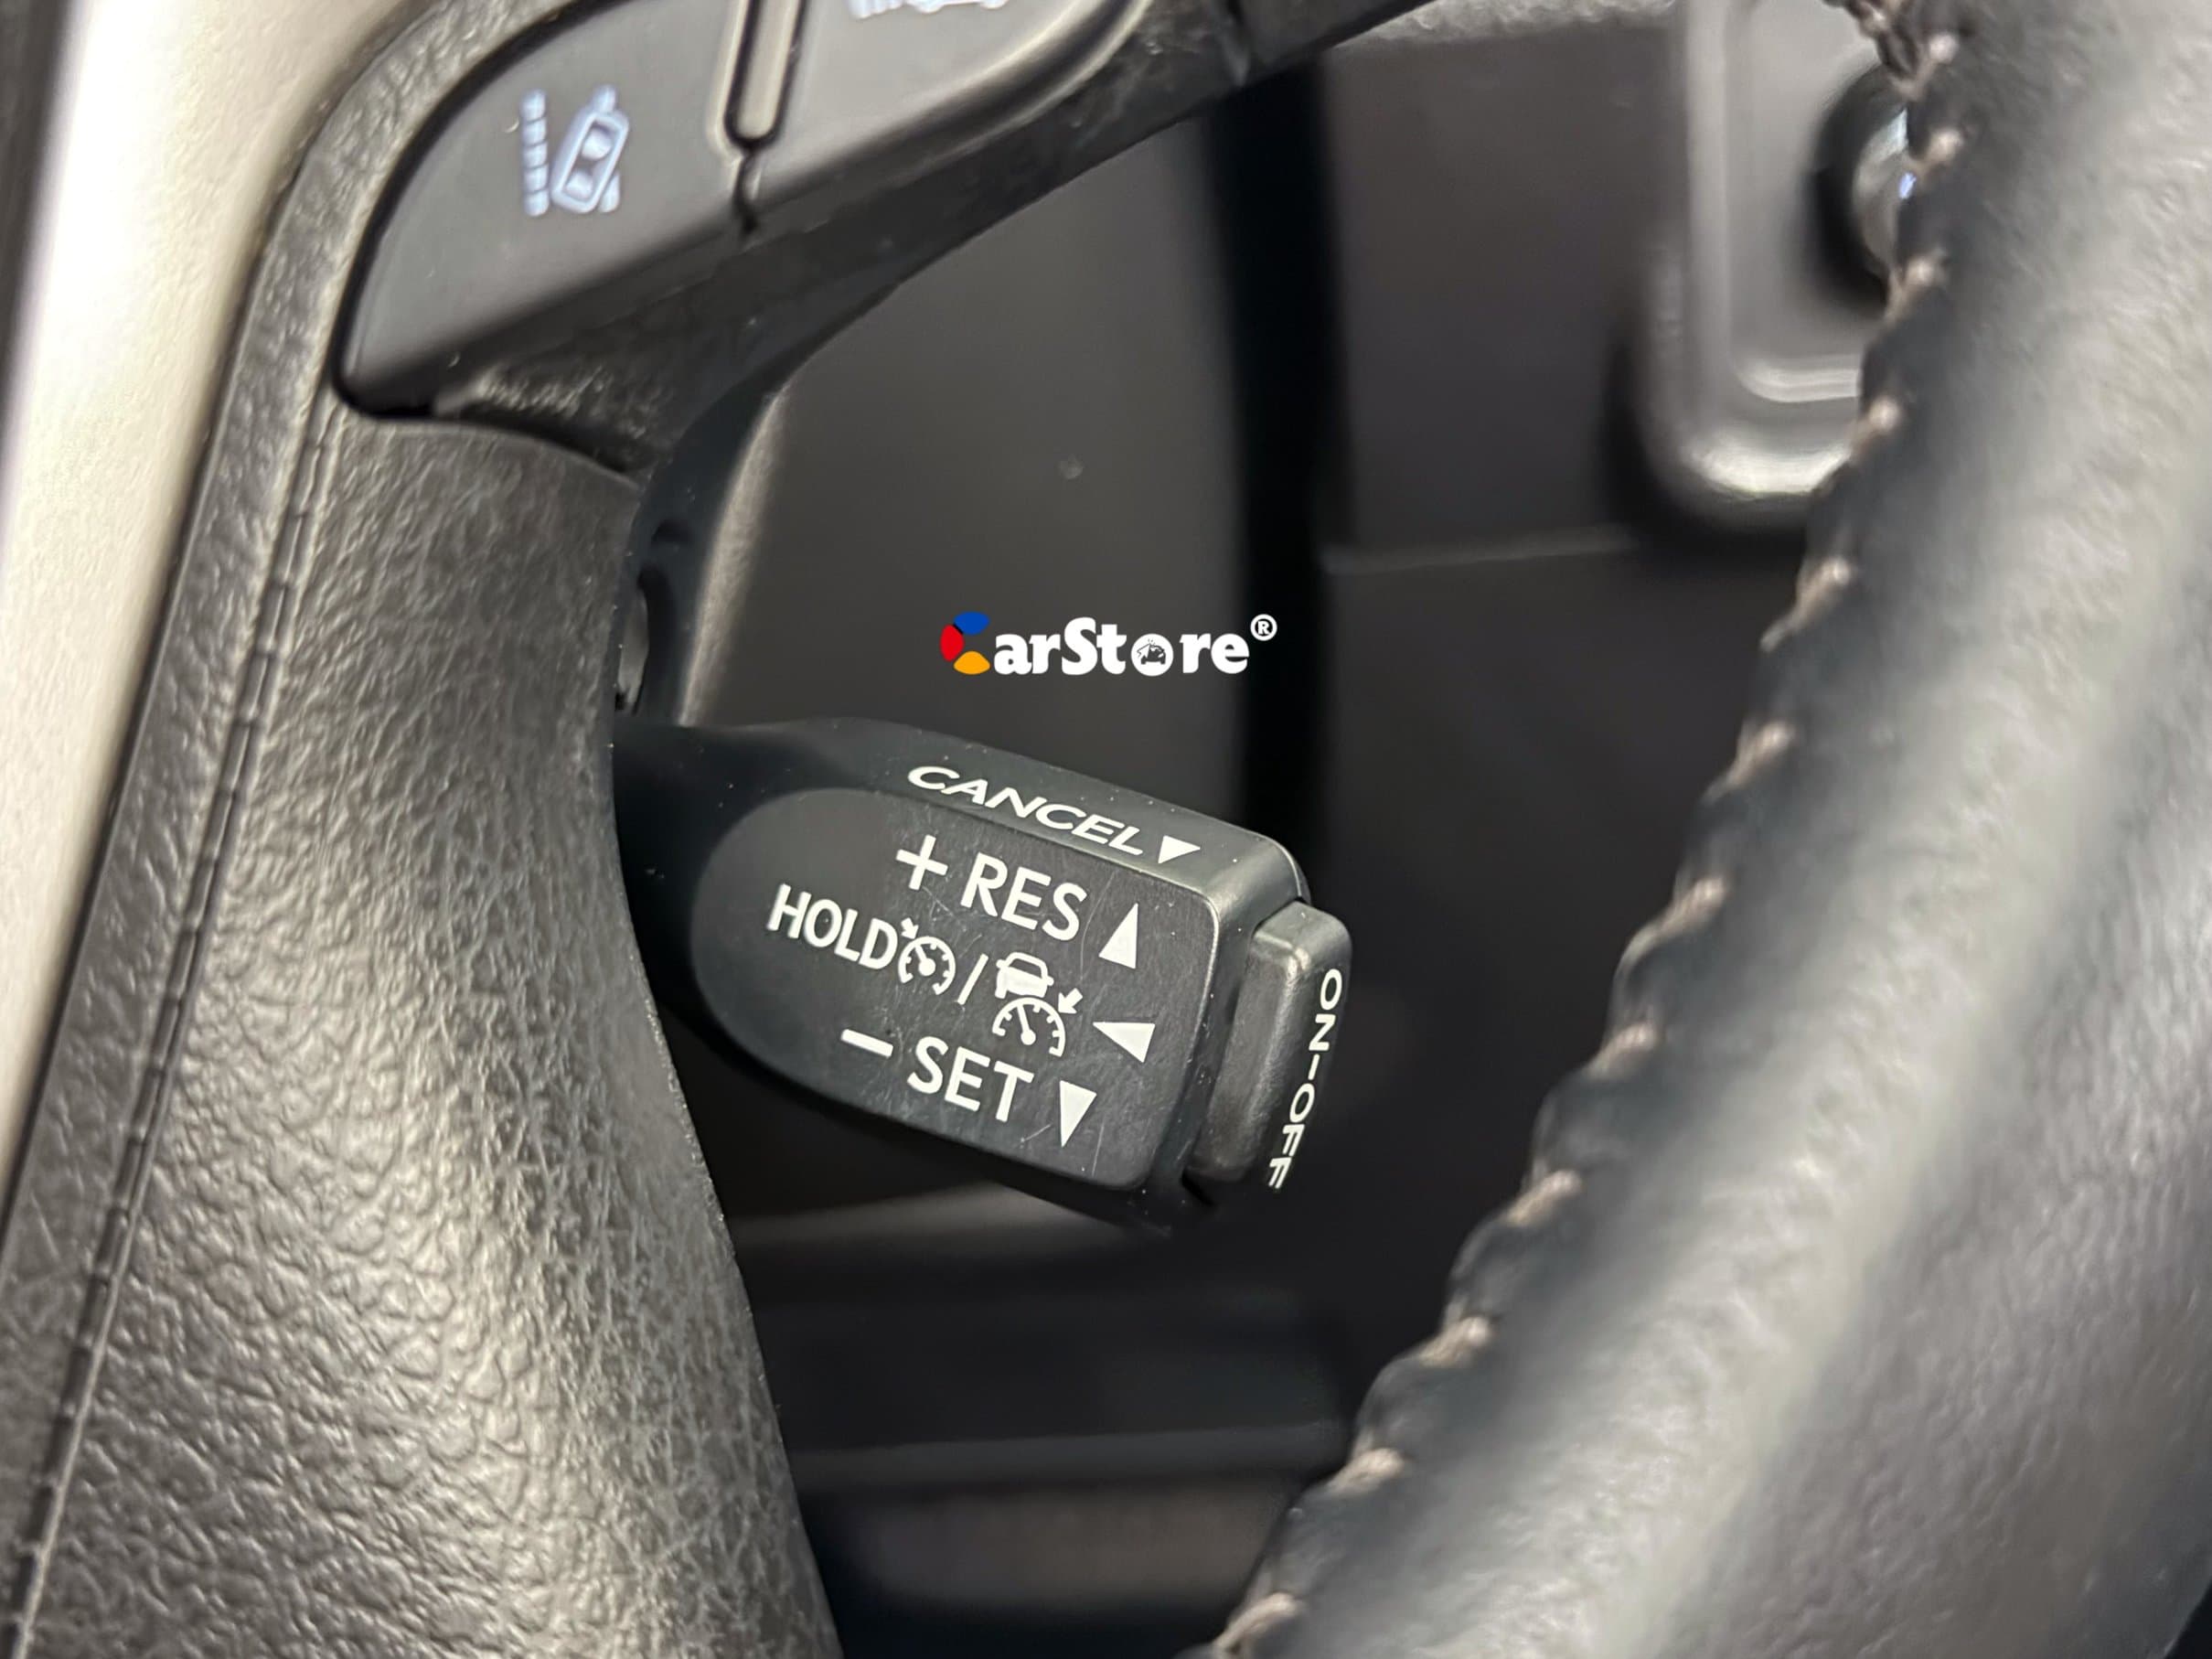 CarStore®
CANCEL
+ RES
HOLD /
− SET
ON-OFF